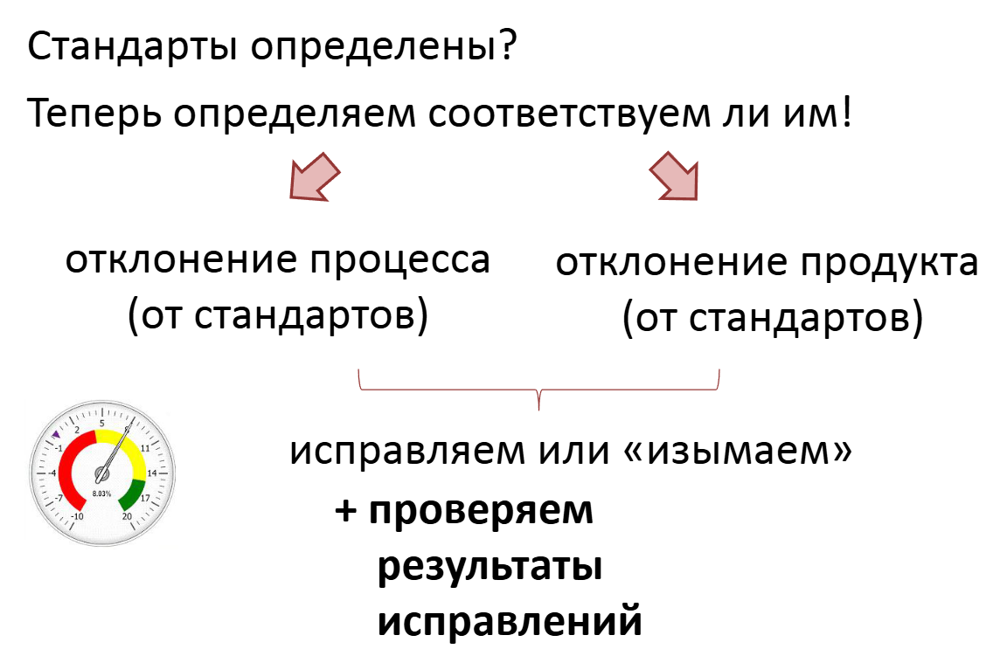 Стандарты определены?
Теперь определяем соответствуем ли им!
отклонение процесса
(от стандартов)
отклонение продукта
(от стандартов)
исправляем или «изымаем»
+ проверяем
результаты
исправлений
5
2
-1
11
-4
14
-7
17
-10
20
8.03%